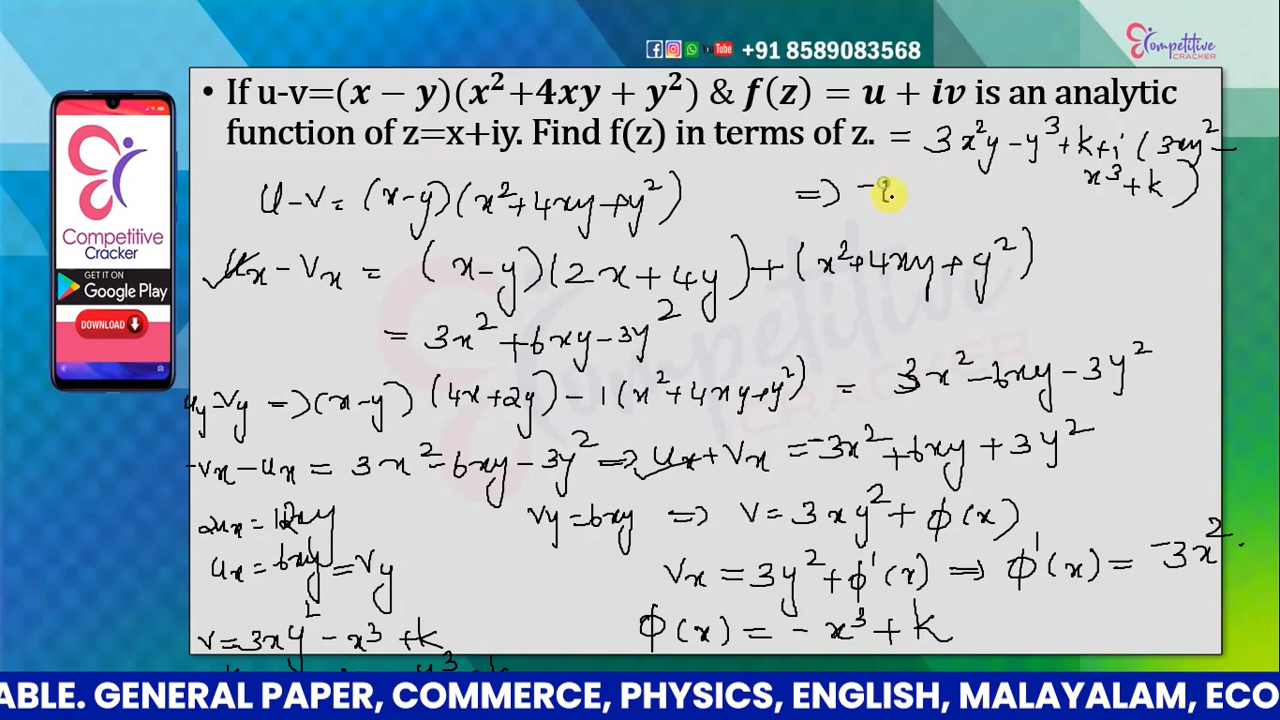 +91 8589083568
Competitive
CRACKER
• If u-v=(x − y)(x²+4xy + y²) & f(z) = u + iv is an analytic
function of z=x+iy. Find f(z) in terms of z. = 3x²y - y³ + k + i (3xy² -
x³ + k)
u - v = (x-y)(x²+4xy+y²) ⇒
ux - vx = (x-y)(2x+4y)+(x²+4xy+y²)
= 3x²+6xy-3y²
uy-vy ⇒ (x-y) (4x+2y) - 1(x²+4xy+y²) = 3x²-6xy-3y²
-vx - ux = 3x²-6xy-3y² ⇒ ux+vx = -3x²+6xy+3y²
2ux = 12xy vy = 6xy ⇒ v = 3xy²+ϕ(x)
ux = 6xy = vy vx = 3y²+ϕ'(x) ⇒ ϕ'(x) = -3x².
v = 3xy² - x³ + k ϕ(x) = - x³ + k
Competitive
Cracker
GET IT ON
Google Play
DOWNLOAD
ABLE. GENERAL PAPER, COMMERCE, PHYSICS, ENGLISH, MALAYALAM, ECO